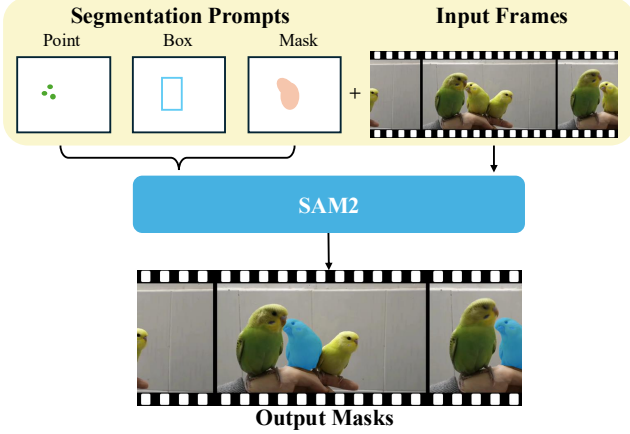 Segmentation Prompts
Input Frames
Point
Box
Mask
+
SAM2
Output Masks